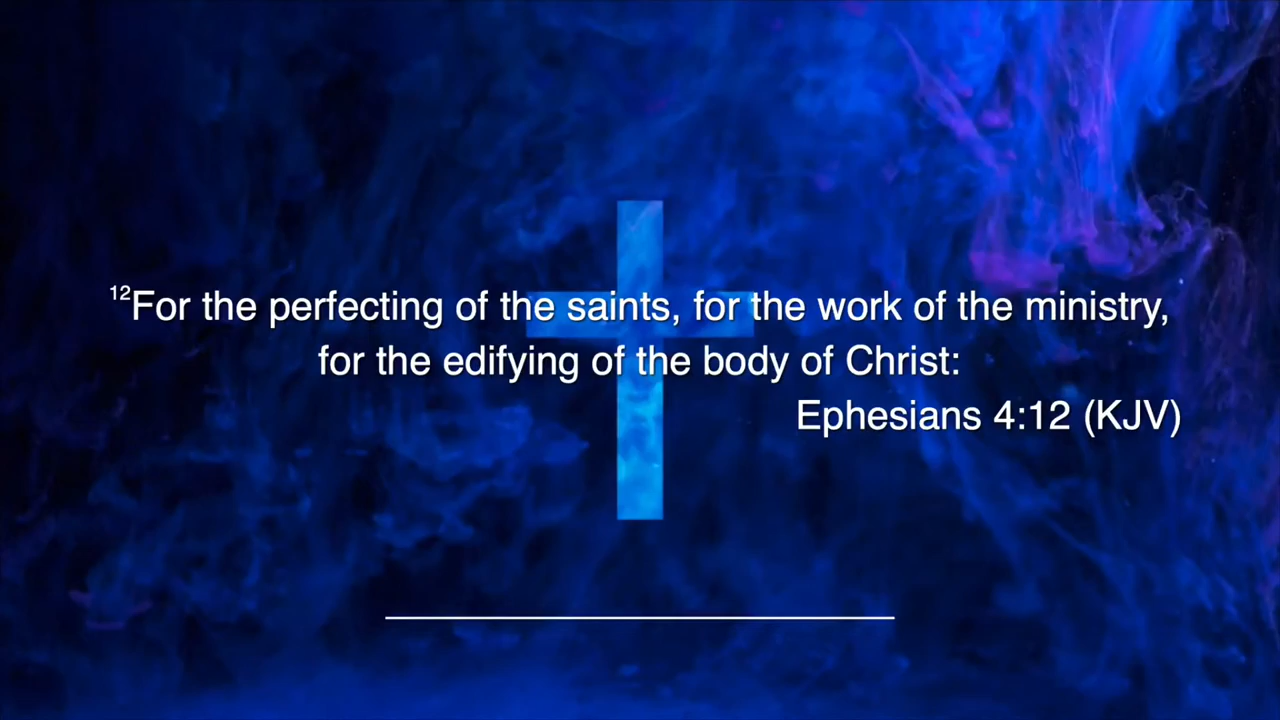 12For the perfecting of the saints, for the work of the ministry,
for the edifying of the body of Christ:
Ephesians 4:12 (KJV)